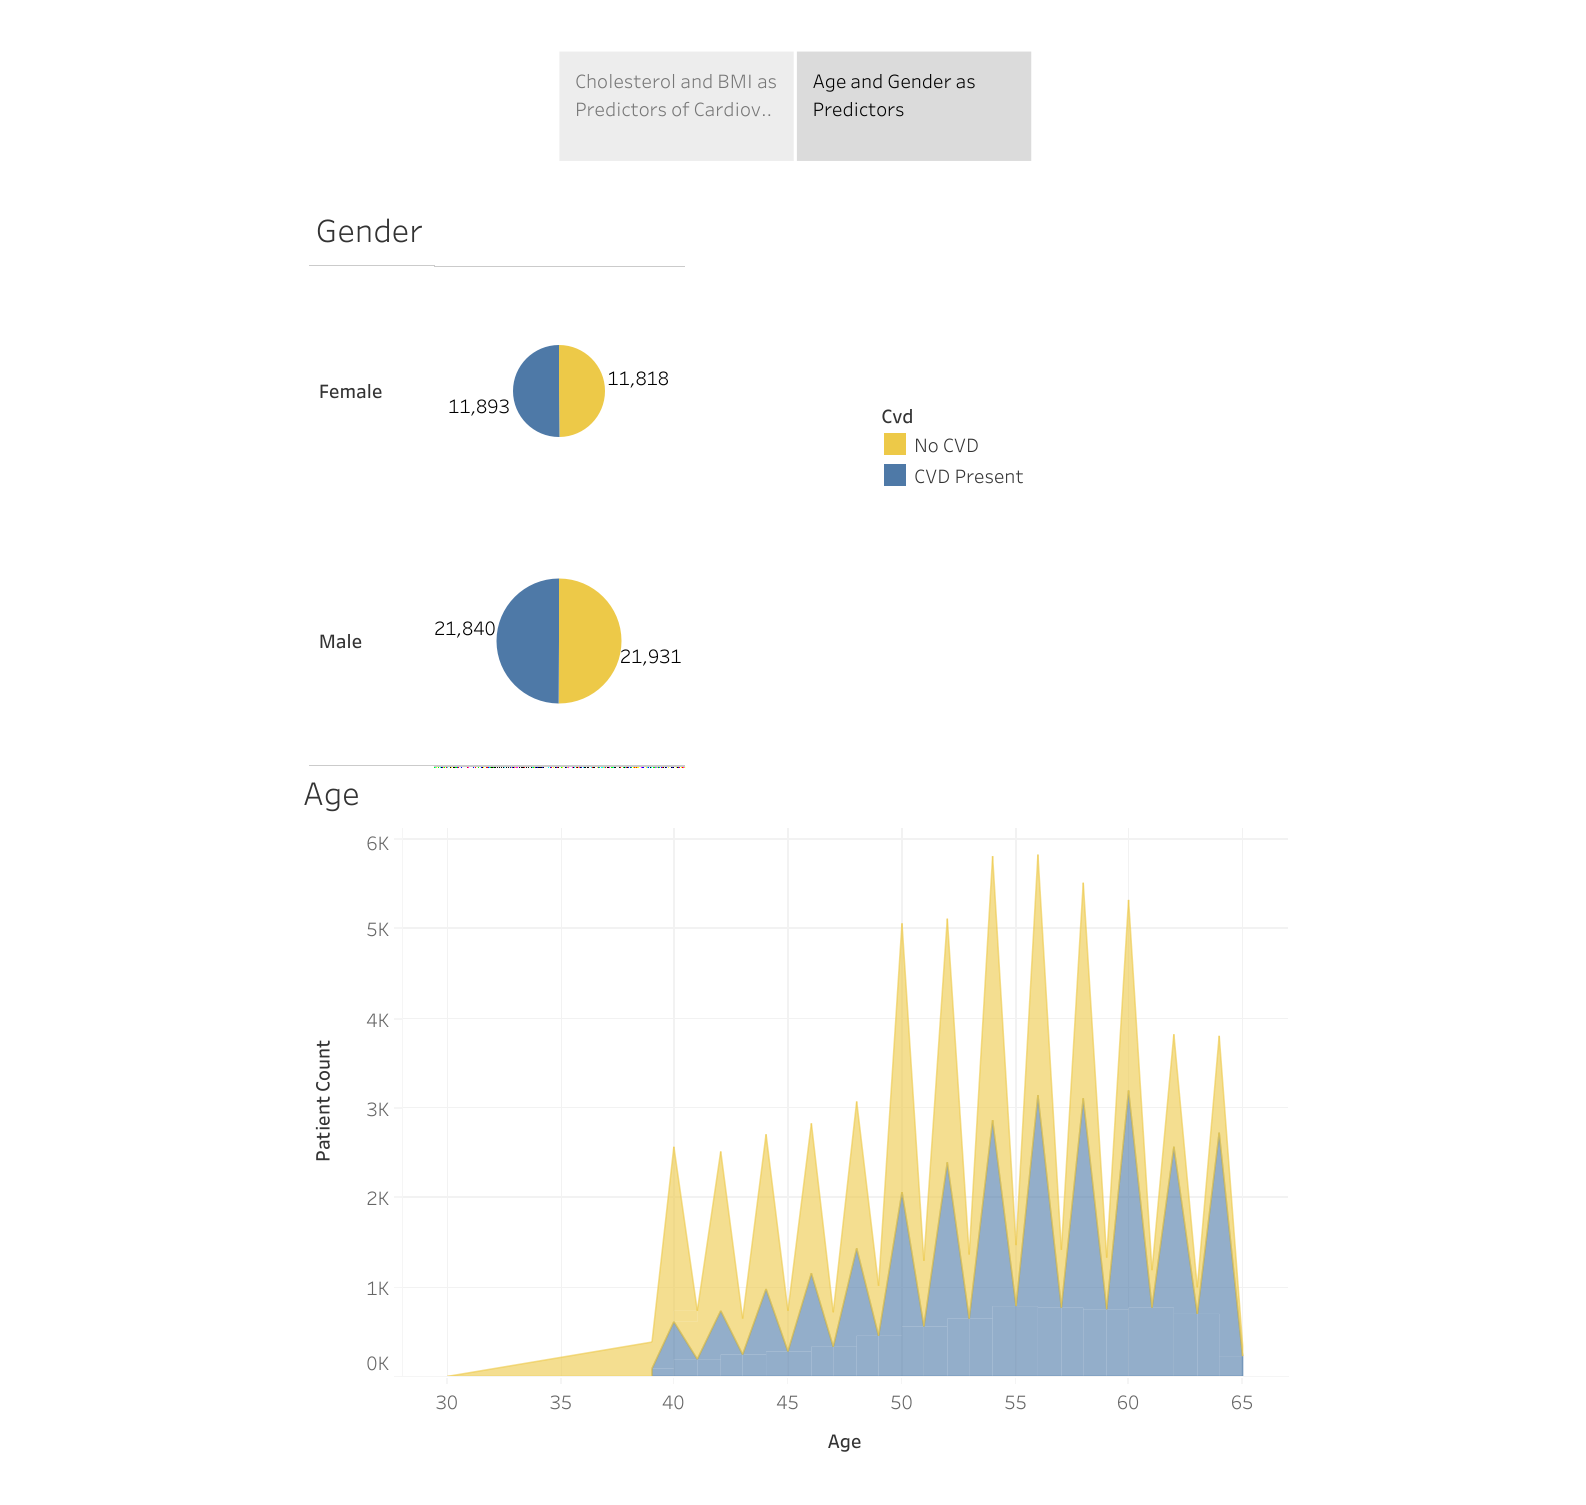 Cholesterol and BMI as
Predictors of Cardiov..
Age and Gender as
Predictors
Gender
Female
11,818
11,893
Cvd
No CVD
CVD Present
Male
21,840
21,931
Age
6K
5K
4K
3K
2K
1K
0K
Patient Count
30 35 40 45 50 55 60 65
Age